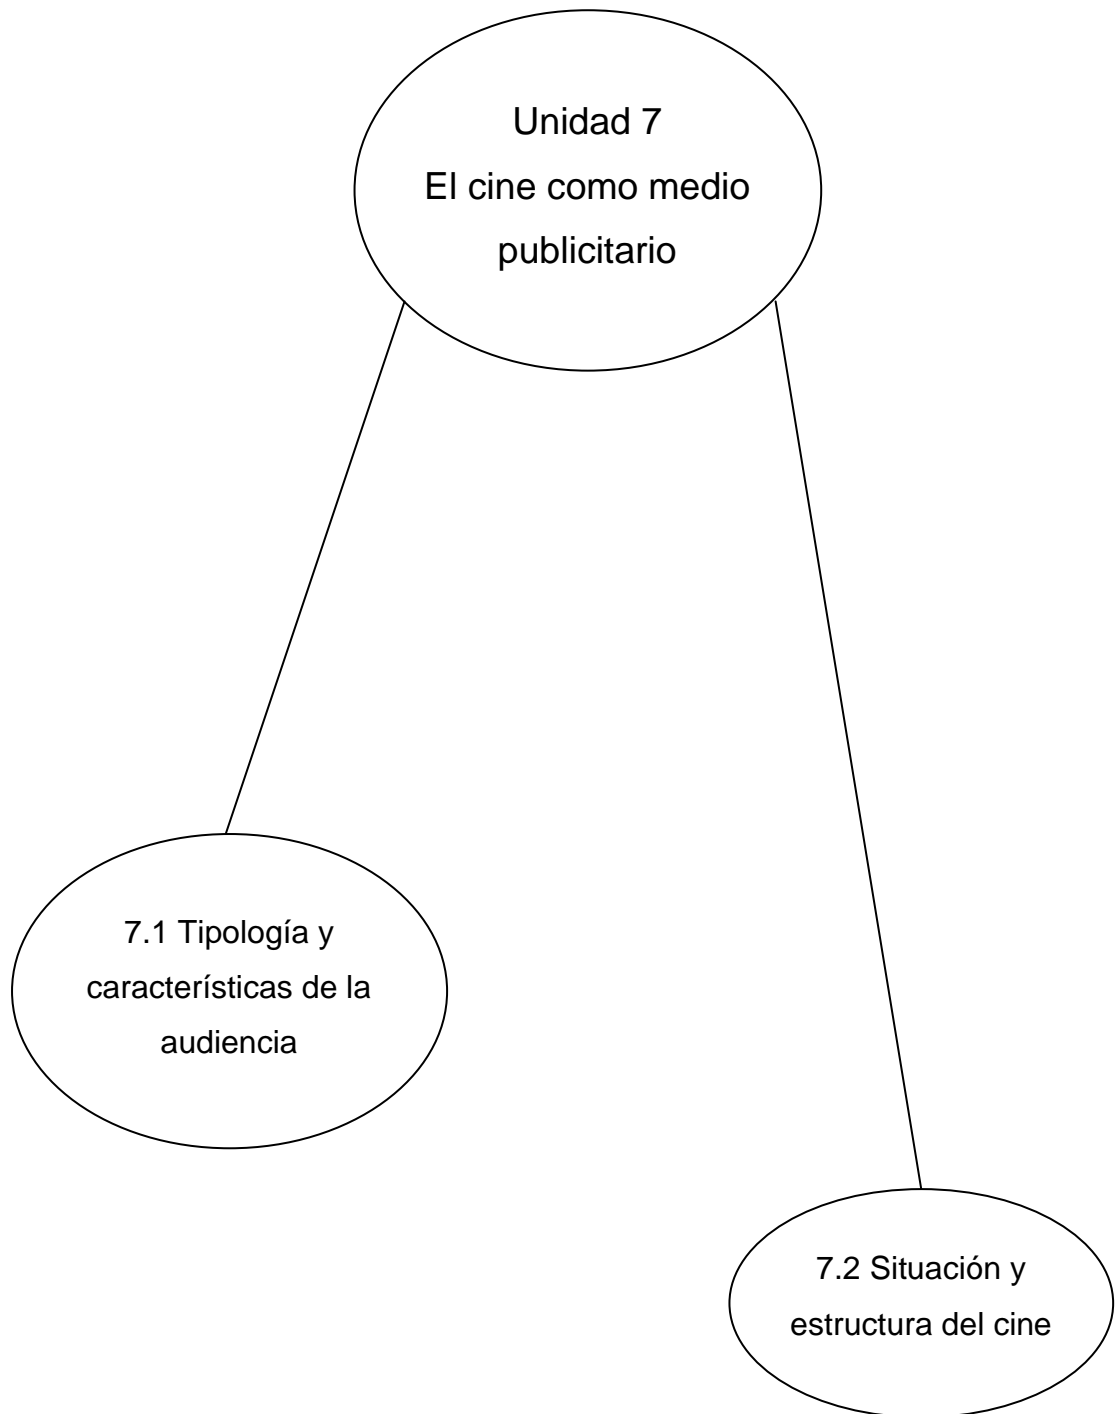 Unidad 7
El cine como medio
publicitario
7.1 Tipología y
características de la
audiencia
7.2 Situación y
estructura del cine